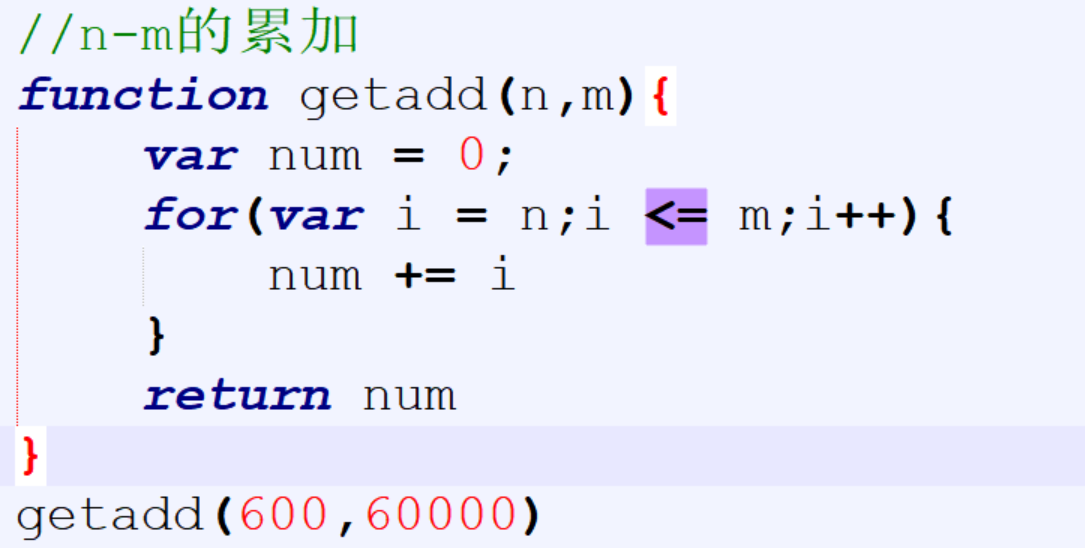 //n-m的累加
function getadd(n,m){
    var num = 0;
    for(var i = n;i <= m;i++){
        num += i
    }
    return num
}
getadd(600,60000)